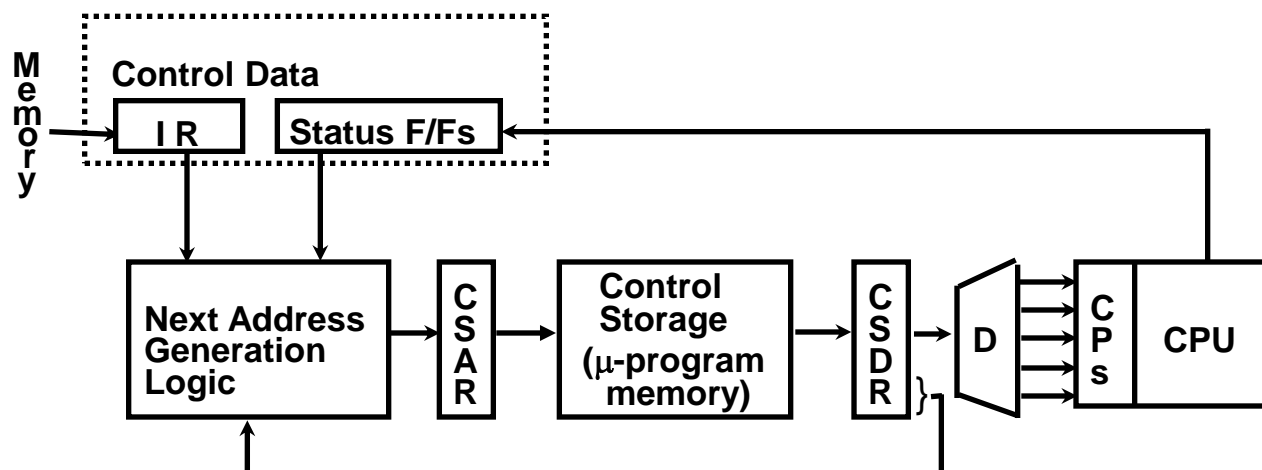 Memory
Control Data
I R
Status F/Fs
Next Address
Generation
Logic
CSAR
Control
Storage
(μ-program
memory)
CSDR
}
D
CPs
CPU